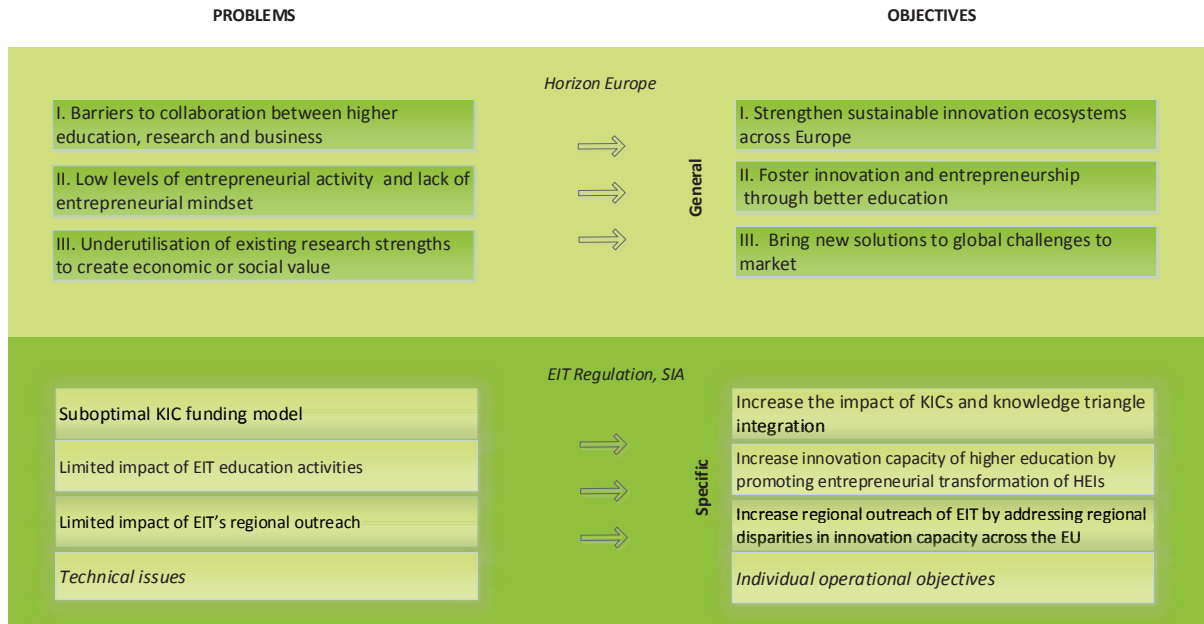 PROBLEMS
OBJECTIVES
Horizon Europe
I. Barriers to collaboration between higher
education, research and business
II. Low levels of entrepreneurial activity and lack of
entrepreneurial mindset
III. Underutilisation of existing research strengths
to create economic or social value
General
I. Strengthen sustainable innovation ecosystems
across Europe
II. Foster innovation and entrepreneurship
through better education
III. Bring new solutions to global challenges to
market
EIT Regulation, SIA
Suboptimal KIC funding model
Limited impact of EIT education activities
Limited impact of EIT's regional outreach
Technical issues
Specific
Increase the impact of KICs and knowledge triangle
integration
Increase innovation capacity of higher education by
promoting entrepreneurial transformation of HEIs
Increase regional outreach of EIT by addressing regional
disparities in innovation capacity across the EU
Individual operational objectives